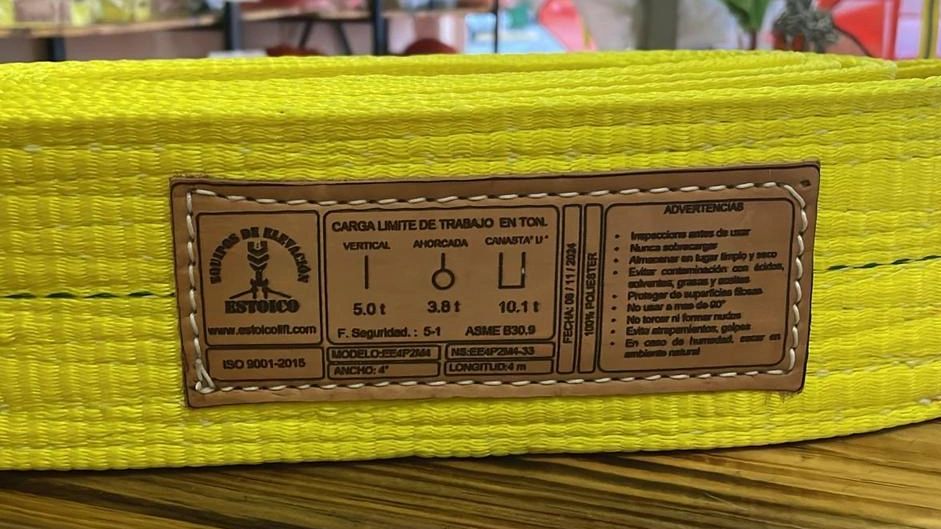 EQUIPOS DE ELEVACIÓN
ESTOICO
www.estoicolift.com
ISO 9001-2015
CARGA LIMITE DE TRABAJO EN TON.
VERTICAL AHORCADA CANASTA" U "
5.0 t 3.8 t 10.1 t
F. Seguridad. : 5-1 ASME B30.9
MODELO:EE4P2M4 NS:EE4P2M4-33
ANCHO: 4" LONGITUD:4 m
FECHA: 08 / 11 / 2024
100% POLIESTER
ADVERTENCIAS
• Inspeccione antes de usar
• Nunca sobrecargar
• Almacenar en lugar limpio y seco
• Evitar contaminación con ácidos,
solventes, grasas y aceites
• Proteger de superficies filosas
• No usar a mas de 90°
• No torcer ni formar nudos
• Evita atrapamientos, golpes
• En caso de humedad, secar en
ambiente natural